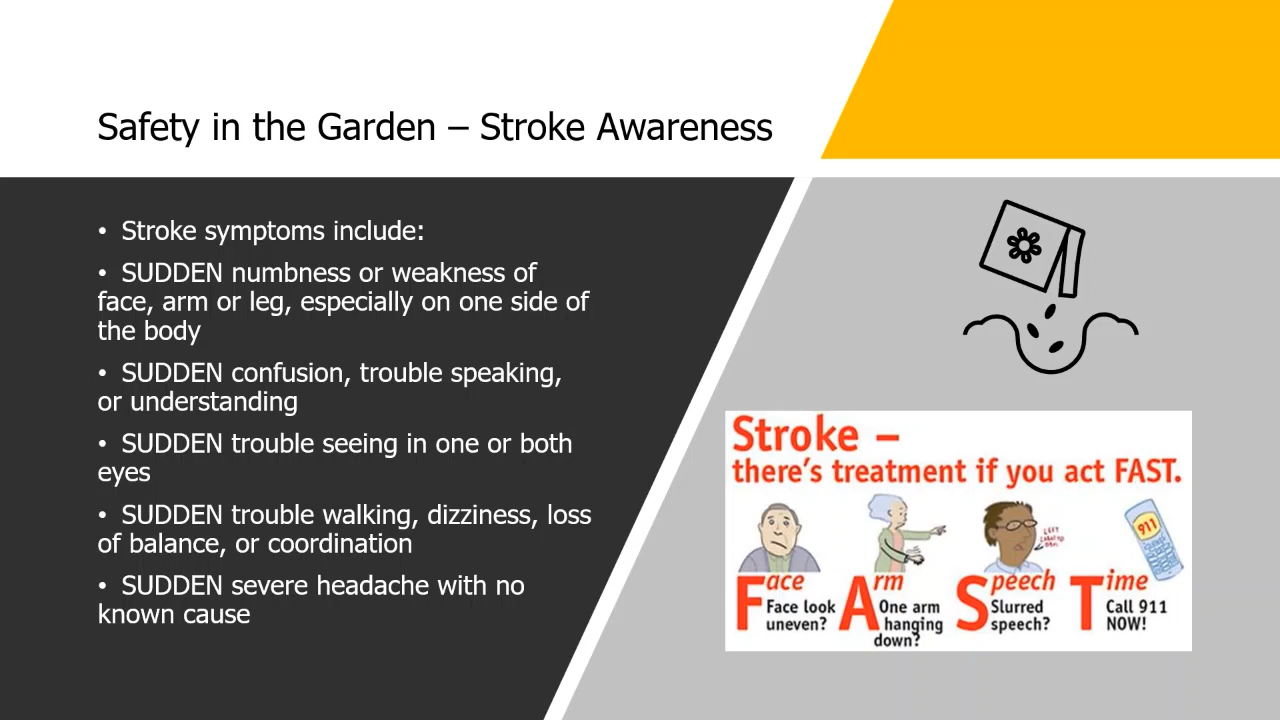 Safety in the Garden – Stroke Awareness
• Stroke symptoms include:
• SUDDEN numbness or weakness of
face, arm or leg, especially on one side of
the body
• SUDDEN confusion, trouble speaking,
or understanding
• SUDDEN trouble seeing in one or both
eyes
• SUDDEN trouble walking, dizziness, loss
of balance, or coordination
• SUDDEN severe headache with no
known cause
Stroke –
there's treatment if you act FAST.
911
Face
Face look
uneven?
Arm
One arm
hanging
down?
Speech
Slurred
speech?
Time
Call 911
NOW!